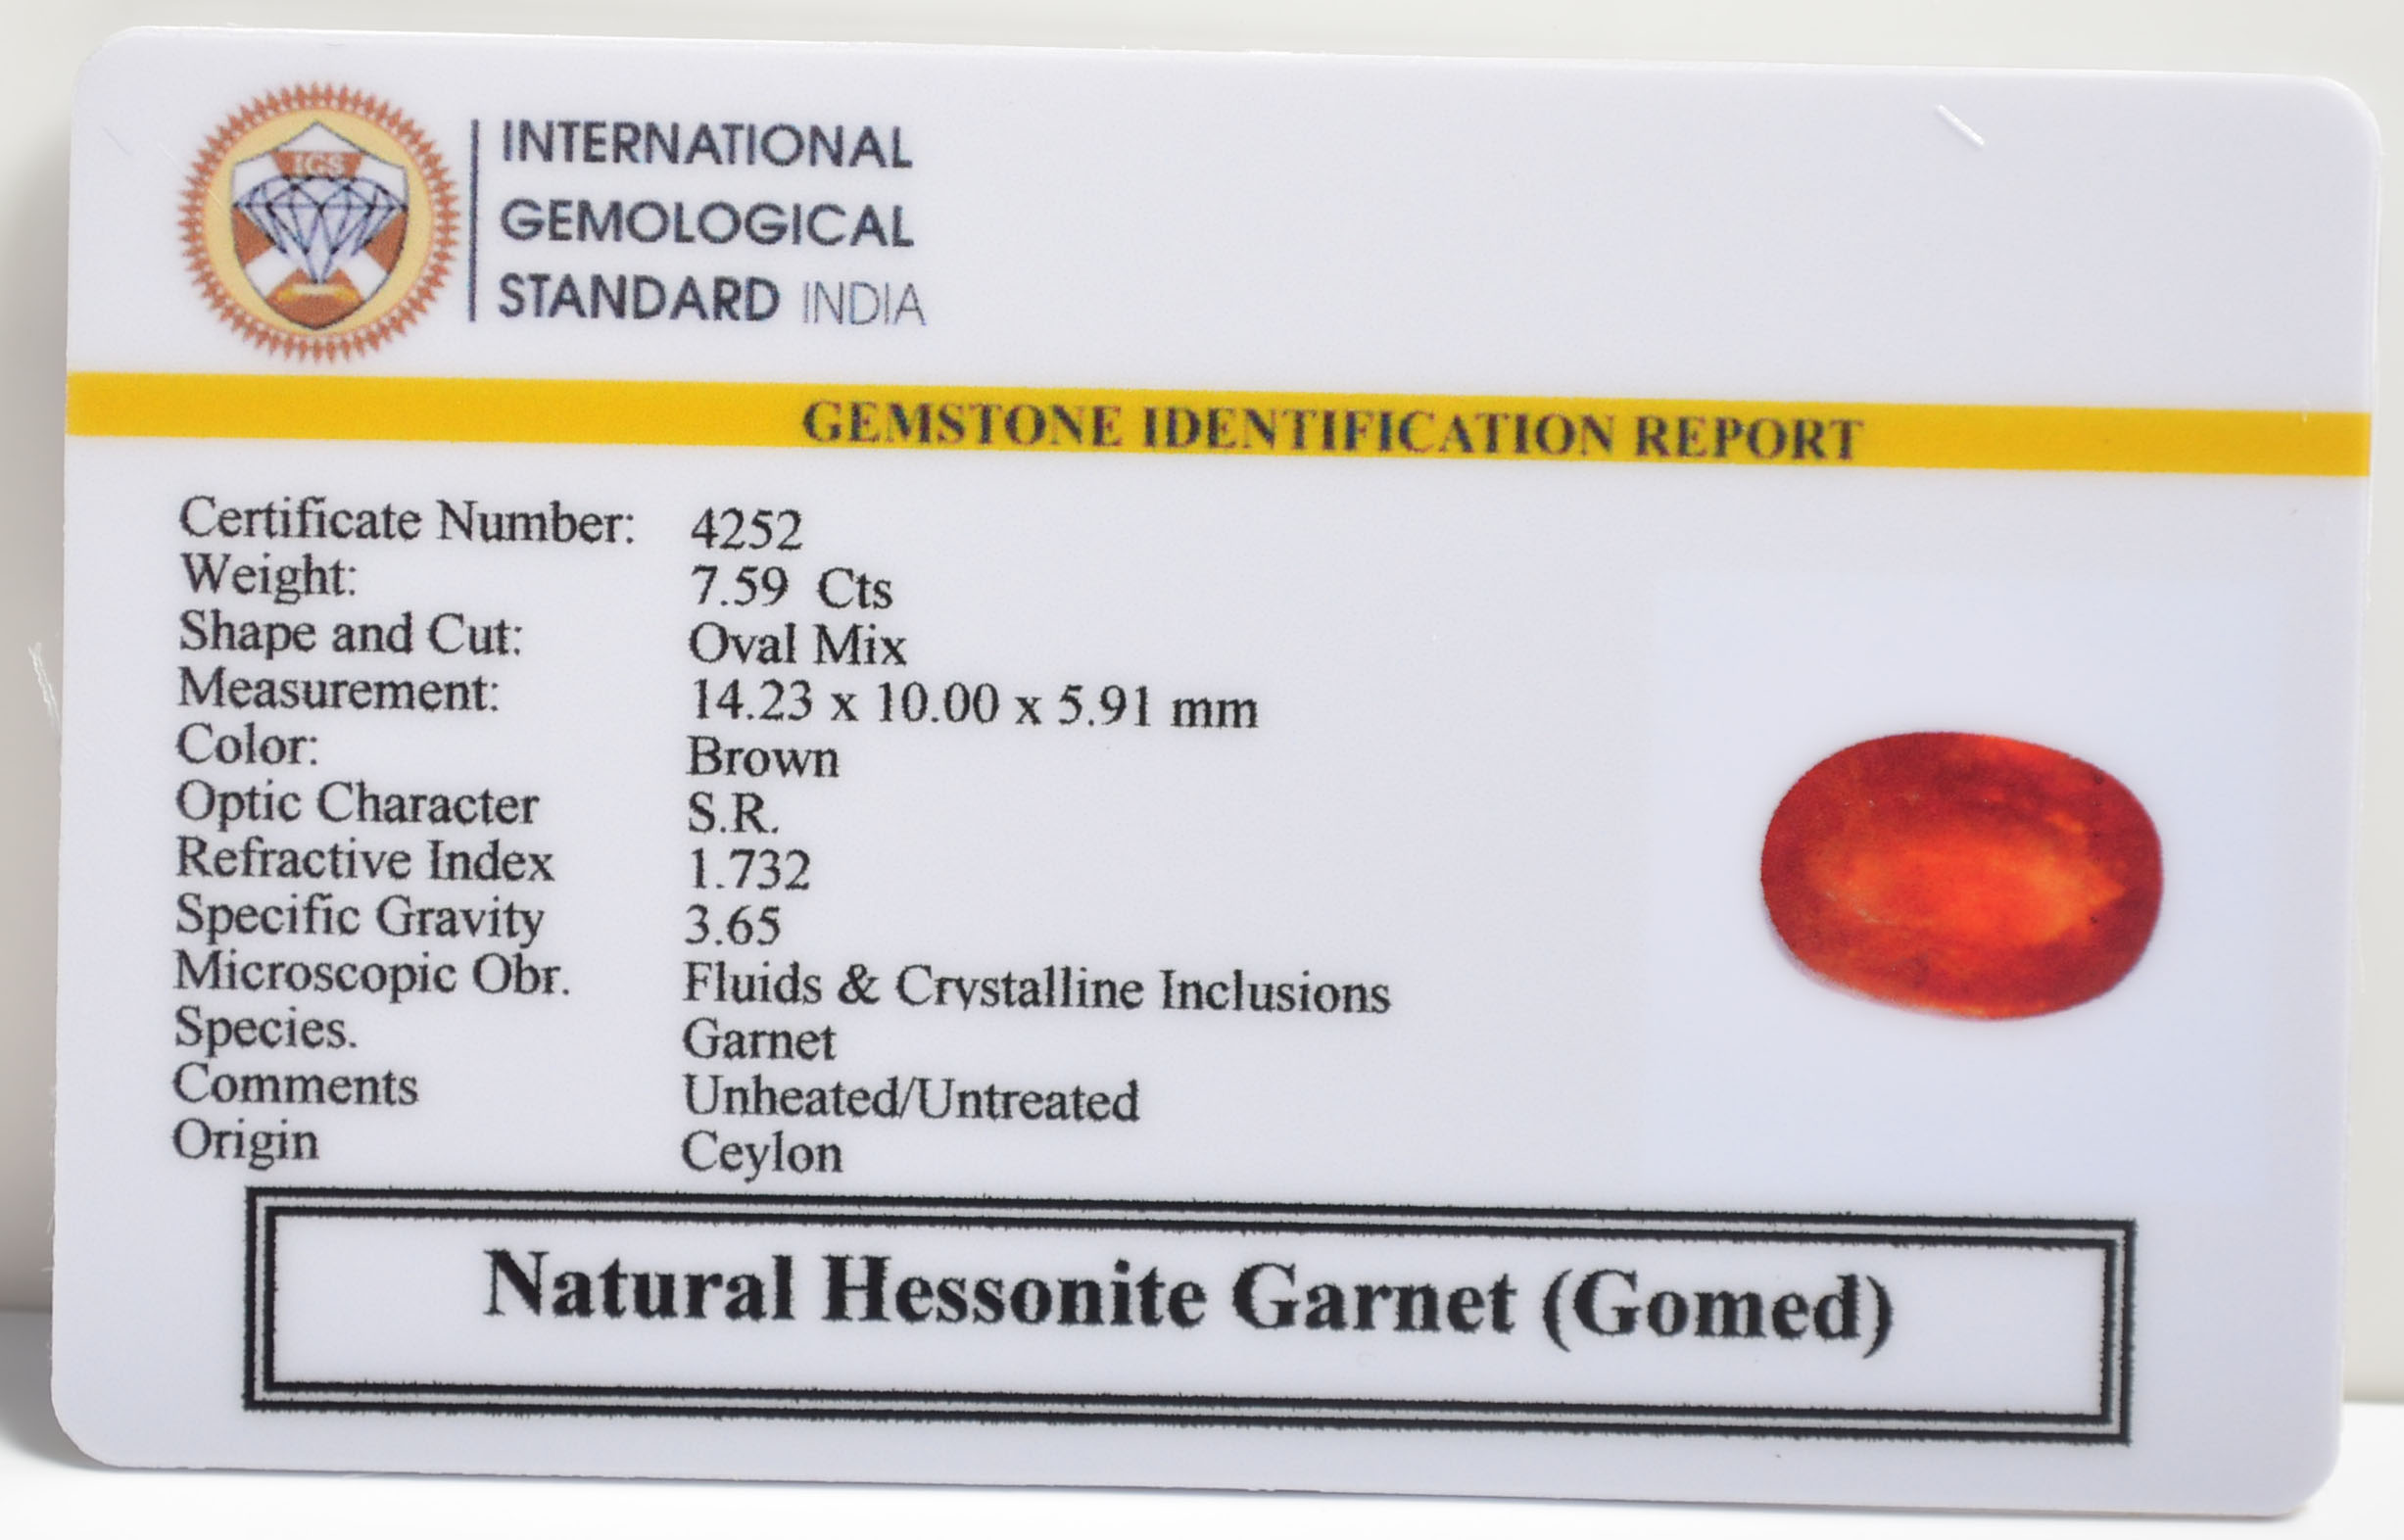 IGS
INTERNATIONAL
GEMOLOGICAL
STANDARD INDIA
GEMSTONE IDENTIFICATION REPORT
Certificate Number: 4252
Weight: 7.59 Cts
Shape and Cut: Oval Mix
Measurement: 14.23 x 10.00 x 5.91 mm
Color: Brown
Optic Character S.R.
Refractive Index 1.732
Specific Gravity 3.65
Microscopic Obr. Fluids & Crystalline Inclusions
Species. Garnet
Comments Unheated/Untreated
Origin Ceylon
Natural Hessonite Garnet (Gomed)